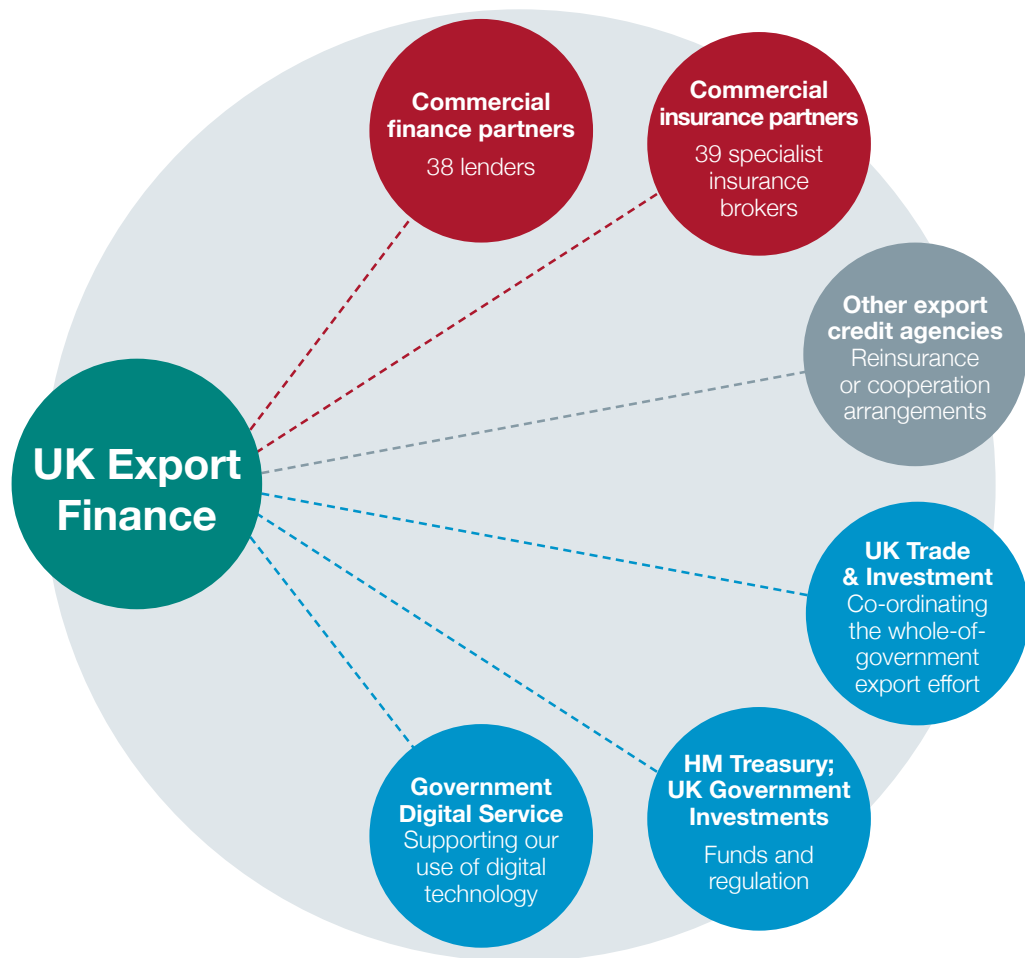 Commercial
finance partners
38 lenders
Commercial
insurance partners
39 specialist
insurance
brokers
Other export
credit agencies
Reinsurance
or cooperation
arrangements
UK Export
Finance
UK Trade
& Investment
Co-ordinating
the whole-of-
government
export effort
HM Treasury;
UK Government
Investments
Funds and
regulation
Government
Digital Service
Supporting our
use of digital
technology